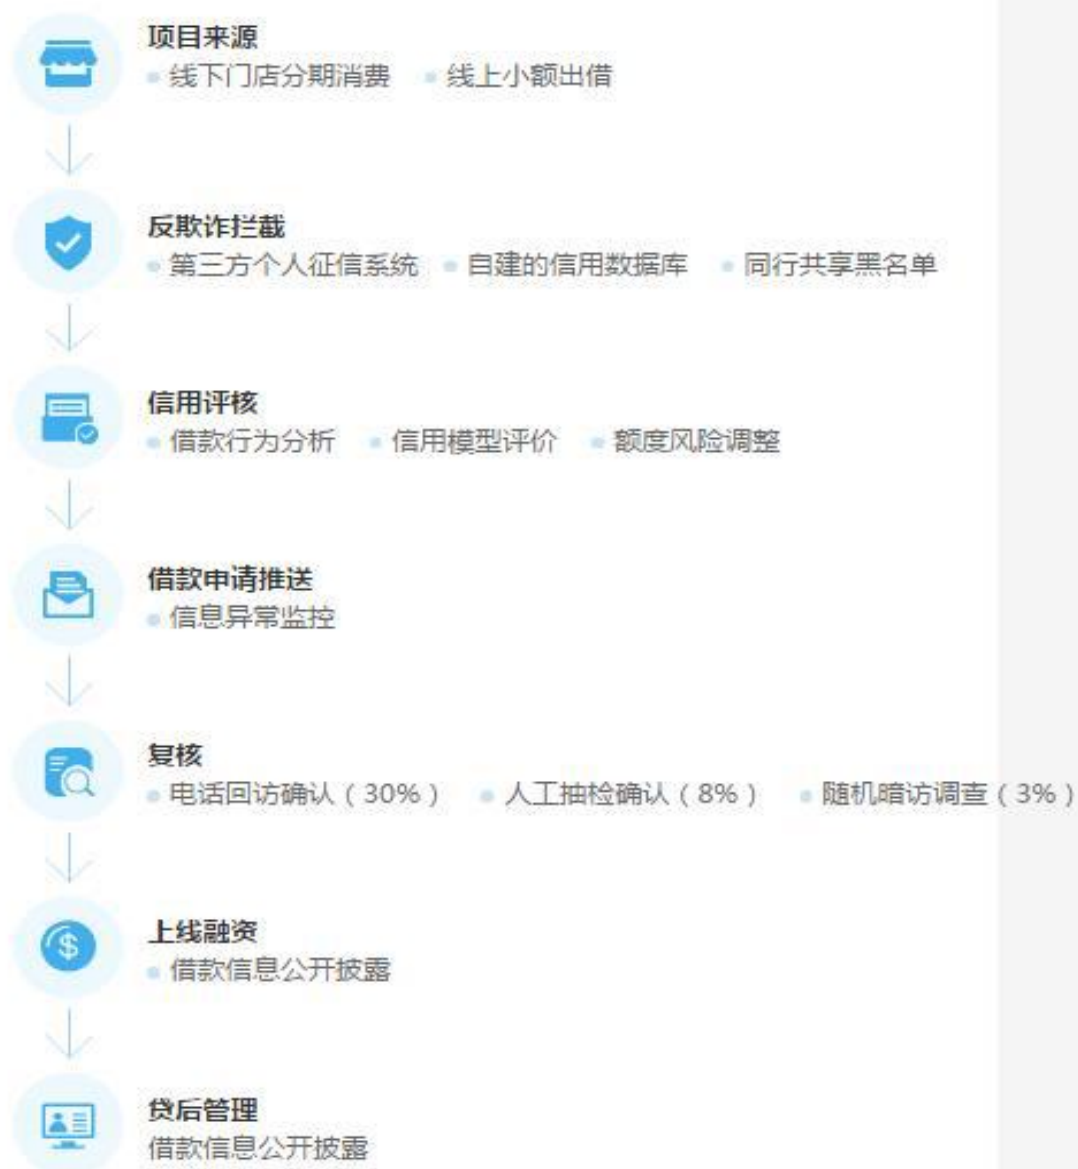 项目来源
线下门店分期消费 线上小额出借
反欺诈拦截
第三方个人征信系统 自建的信用数据库 同行共享黑名单
信用评核
借款行为分析 信用模型评价 额度风险调整
借款申请推送
信息异常监控
复核
电话回访确认（30%） 人工抽检确认（8%） 随机暗访调查（3%）
上线融资
借款信息公开披露
贷后管理
借款信息公开披露